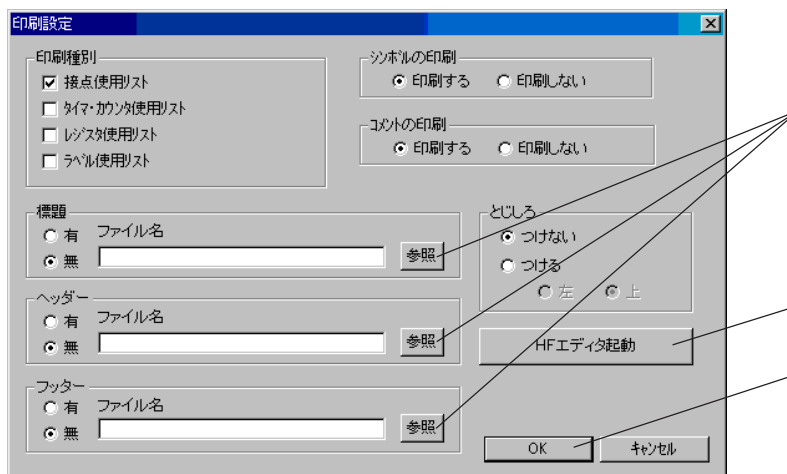 印刷設定
印刷種別
接点使用リスト
ﾀｲﾏ・ｶｳﾝﾀ使用ﾘｽﾄ
ﾚｼﾞｽﾀ使用ﾘｽﾄ
ﾗﾍﾞﾙ使用ﾘｽﾄ
ｼﾝﾎﾞﾙの印刷
印刷する 印刷しない
ｺﾒﾝﾄの印刷
印刷する 印刷しない
標題
有 ファイル名
無 参照
とじしろ
つけない
つける
左 上
ヘッダー
有 ファイル名
無 参照
HFエディタ起動
フッター
有 ファイル名
無 参照
OK ｷｬﾝｾﾙ